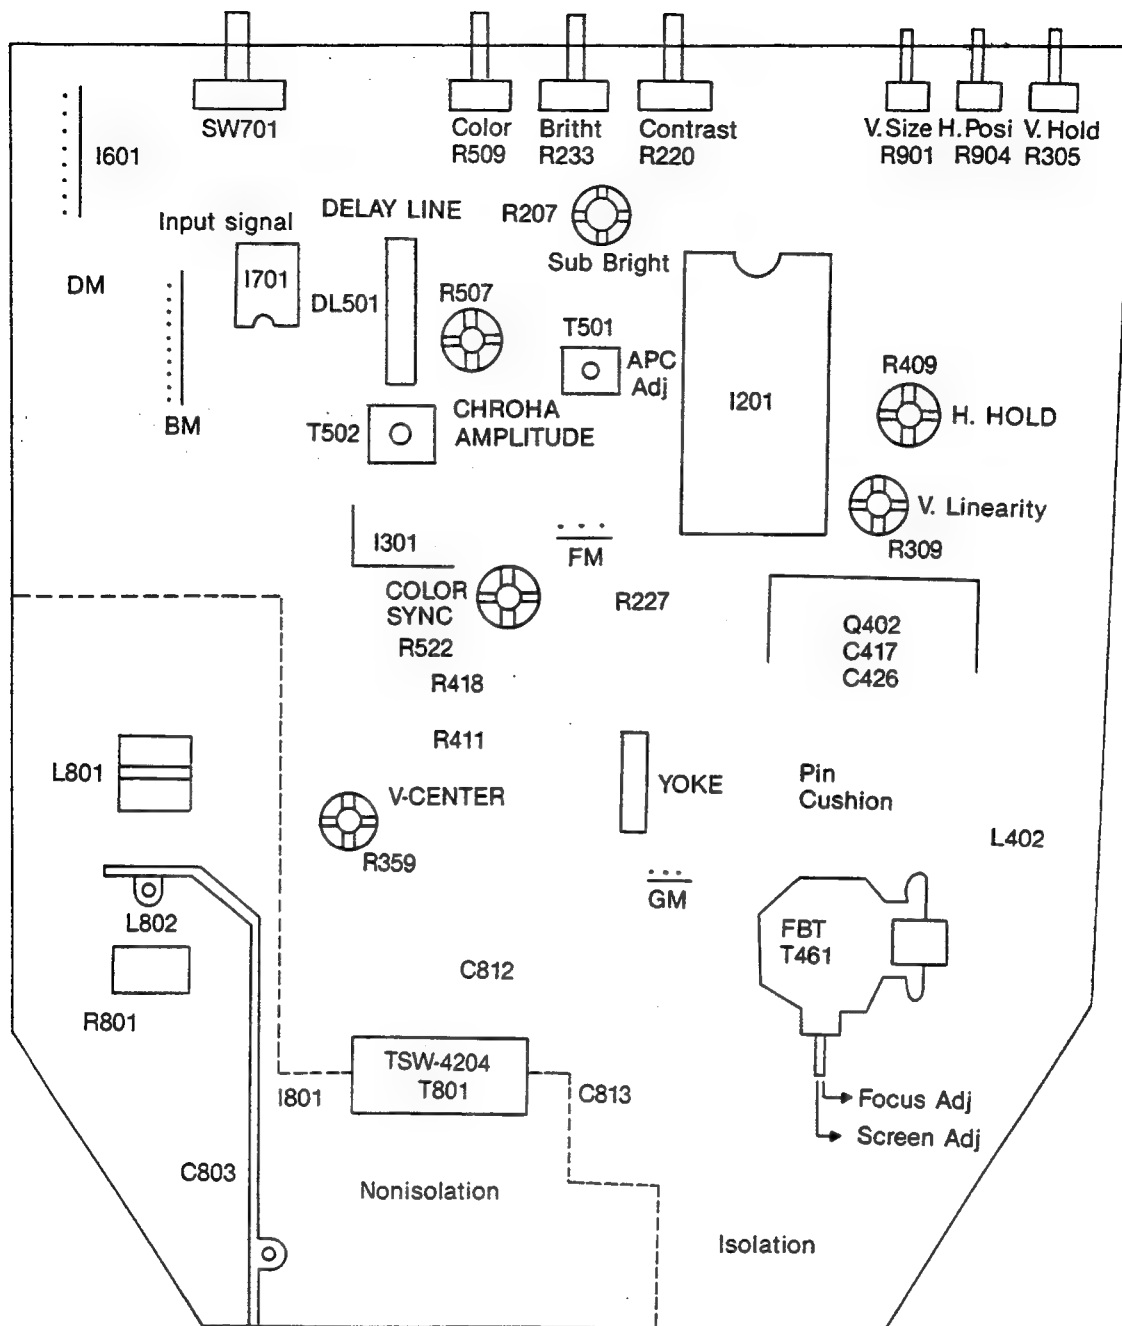 SW701
Color
R509
Britht
R233
Contrast
R220
V.Size
R901
H.Posi
R904
V.Hold
R305
I601
Input signal
DELAY LINE
R207
Sub Bright
DM
I701
DL501
R507
T501
APC
Adj
I201
R409
H. HOLD
BM
T502
CHROHA
AMPLITUDE
V. Linearity
R309
I301
FM
COLOR
SYNC
R522
R227
Q402
C417
C426
R418
R411
L801
V-CENTER
YOKE
Pin
Cushion
L402
R359
GM
L802
FBT
T461
C812
R801
TSW-4204
T801
I801
C813
Focus Adj
Screen Adj
C803
Nonisolation
Isolation